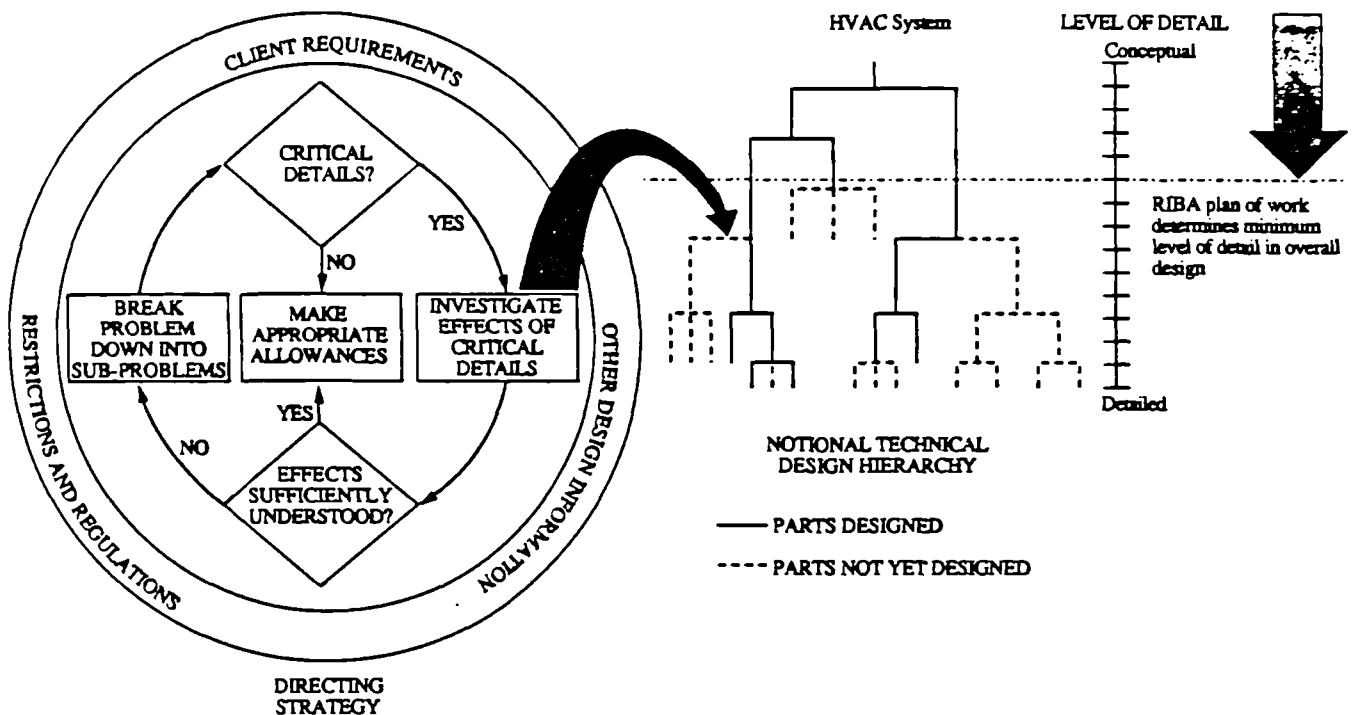 CLIENT REQUIREMENTS
CRITICAL
DETAILS?
YES
NO
BREAK
PROBLEM
DOWN INTO
SUB-PROBLEMS
MAKE
APPROPRIATE
ALLOWANCES
INVESTIGATE
EFFECTS OF
CRITICAL
DETAILS
YES
NO
EFFECTS
SUFFICIENTLY
UNDERSTOOD?
RESTRICTIONS AND REGULATIONS
OTHER DESIGN INFORMATION
DIRECTING
STRATEGY
HVAC System
LEVEL OF DETAIL
Conceptual
RIBA plan of work
determines minimum
level of detail in overall
design
Detailed
NOTIONAL TECHNICAL
DESIGN HIERARCHY
PARTS DESIGNED
PARTS NOT YET DESIGNED